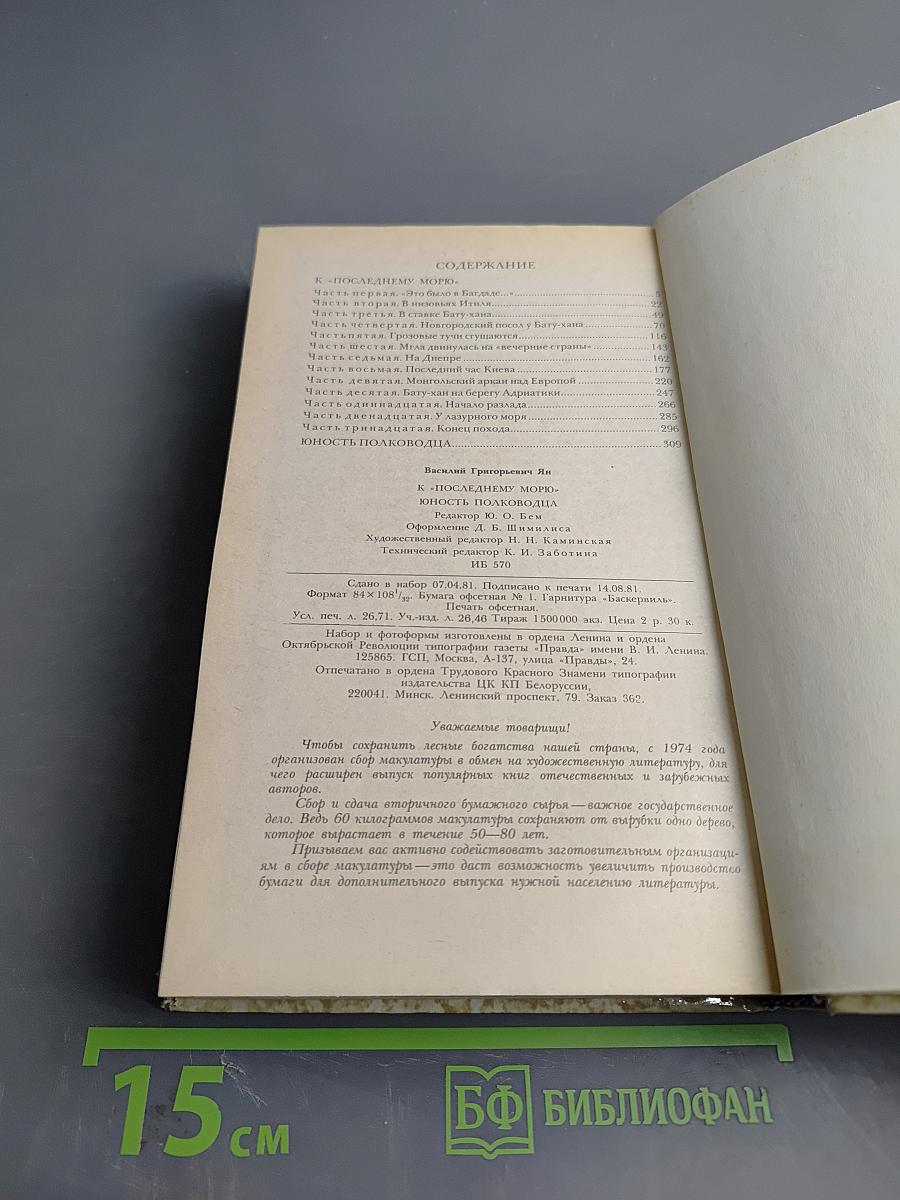 СОДЕРЖАНИЕ
К «ПОСЛЕДНЕМУ МОРЮ»
Часть первая. «Это было в Багдаде...» 5
Часть вторая. В низовьях Итиля 22
Часть третья. В ставке Бату-хана 49
Часть четвертая. Новгородский посол у Бату-хана 70
Часть пятая. Грозовые тучи сгущаются 116
Часть шестая. Мгла двинулась на «вечерние страны» 143
Часть седьмая. На Днепре 162
Часть восьмая. Последний час Киева 177
Часть девятая. Монгольский аркан над Европой 220
Часть десятая. Бату-хан на берегу Адриатики 247
Часть одиннадцатая. Начало разлада 266
Часть двенадцатая. У лазурного моря 285
Часть тринадцатая. Конец похода 296
ЮНОСТЬ ПОЛКОВОДЦА 309
Василий Григорьевич Ян
К «ПОСЛЕДНЕМУ МОРЮ»
ЮНОСТЬ ПОЛКОВОДЦА
Редактор Ю. О. Бем
Оформление Д. Б. Шимилиса
Художественный редактор Н. Н. Каминская
Технический редактор К. И. Заботина
ИБ 570
Сдано в набор 07.04.81. Подписано к печати 14.08.81.
Формат 84×108¹/₃₂. Бумага офсетная № 1. Гарнитура «Баскервиль».
Печать офсетная.
Усл. печ. л. 26,71. Уч.-изд. л. 26,46 Тираж 1500000 экз. Цена 2 р. 30 к.
Набор и фотоформы изготовлены в ордена Ленина и ордена
Октябрьской Революции типографии газеты «Правда» имени В. И. Ленина.
125865. ГСП, Москва, А-137, улица «Правды», 24.
Отпечатано в ордена Трудового Красного Знамени типографии
издательства ЦК КП Белоруссии,
220041. Минск. Ленинский проспект, 79. Заказ 362.
Уважаемые товарищи!
Чтобы сохранить лесные богатства нашей страны, с 1974 года
организован сбор макулатуры в обмен на художественную литературу, для
чего расширен выпуск популярных книг отечественных и зарубежных
авторов.
Сбор и сдача вторичного бумажного сырья — важное государственное
дело. Ведь 60 килограммов макулатуры сохраняют от вырубки одно дерево,
которое вырастает в течение 50—80 лет.
Призываем вас активно содействовать заготовительным организаци-
ям в сборе макулатуры — это даст возможность увеличить производство
бумаги для дополнительного выпуска нужной населению литературы.
15 см
БФ БИБЛИОФАН